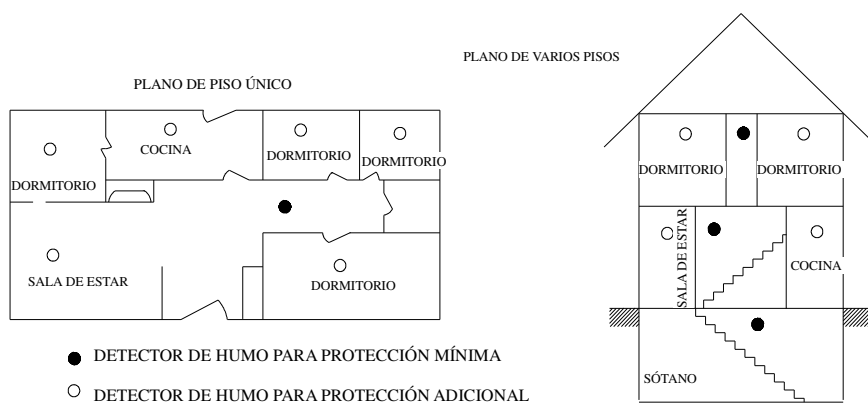 PLANO DE PISO ÚNICO
DORMITORIO
COCINA
DORMITORIO
DORMITORIO
SALA DE ESTAR
DORMITORIO
PLANO DE VARIOS PISOS
DORMITORIO
DORMITORIO
SALA DE ESTAR
COCINA
SÓTANO
DETECTOR DE HUMO PARA PROTECCIÓN MÍNIMA
DETECTOR DE HUMO PARA PROTECCIÓN ADICIONAL